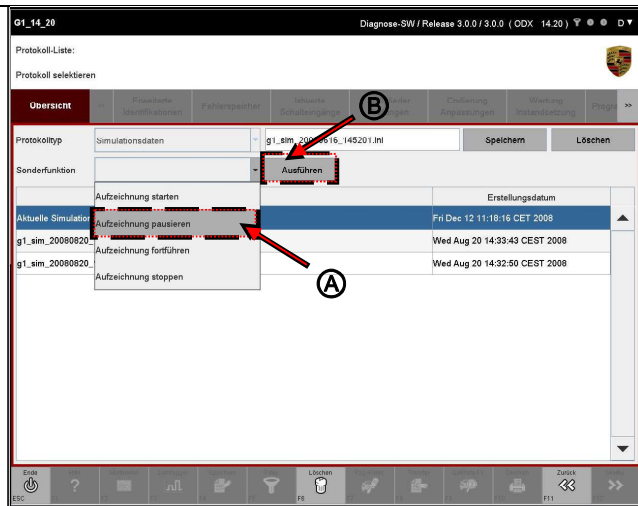 G1_14_20 Diagnose-SW / Release 3.0.0 / 3.0.0 ( ODX 14.20 ) D
Protokoll-Liste:
Protokoll selektieren
Übersicht Erweiterte Identifikationen Fehlerspeicher Istwerte Schalleingänge Codierung Anpassungen Wartung Instandsetzung Progr »
B
Protokolltyp Simulationsdaten Speichern Löschen
Sonderfunktion Ausführen
Aufzeichnung starten
Aufzeichnung pausieren
Aufzeichnung fortführen
Aufzeichnung stoppen
A
Erstellungsdatum
Aktuelle Simulation Fri Dec 12 11:18:16 CET 2008
g1_sim_20080820_ Wed Aug 20 14:33:43 CEST 2008
g1_sim_20080820_ Wed Aug 20 14:32:50 CEST 2008
Ende Löschen Zurück
ESC F8 F11